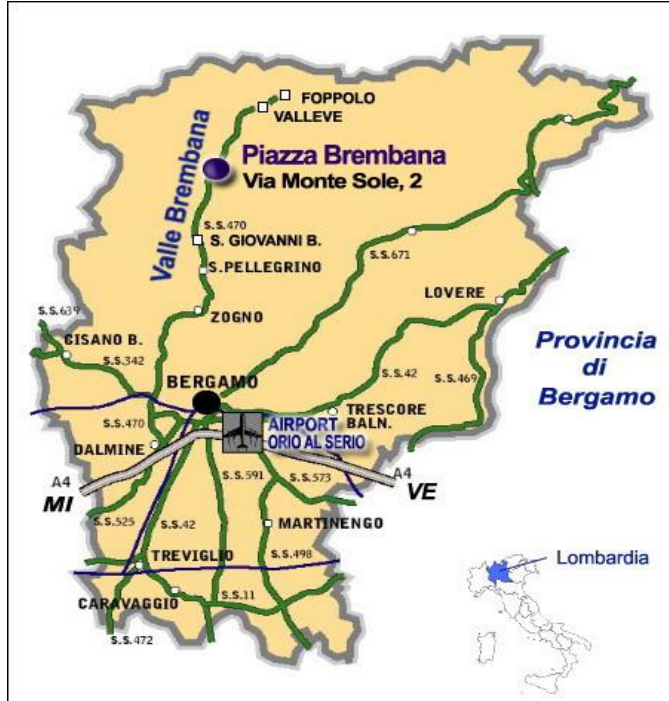 FOPPOLO
VALLEVE
Valle Brembana
Piazza Brembana
Via Monte Sole, 2
S.S.470
S. GIOVANNI B.
S.PELLEGRINO
S.S.671
LOVERE
ZOGNO
S.S.639
CISANO B.
S.S.342
Provincia
di
Bergamo
S.S.42
S.S.469
BERGAMO
S.S.470
TRESCORE
BALN.
AIRPORT
ORIO AL SERIO
DALMINE
A4
MI
A4
VE
S.S.591
S.S.573
S.S.525
S.S.42
MARTINENGO
TREVIGLIO
S.S.498
Lombardia
CARAVAGGIO
S.S.11
S.S.472